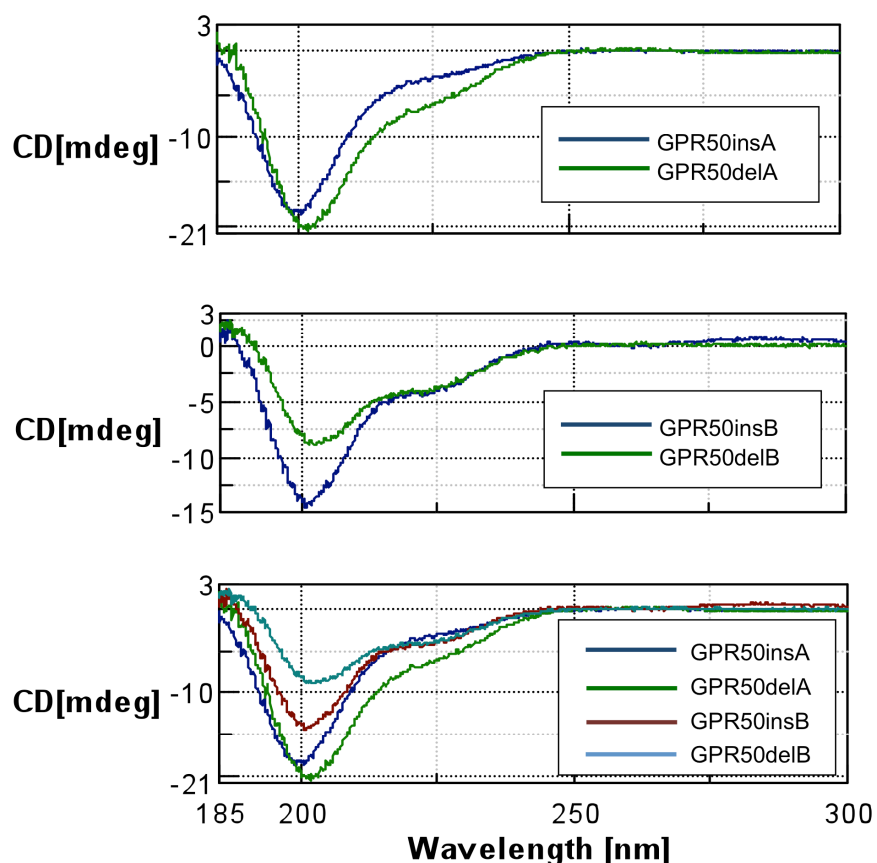 3
CD[mdeg]
-10
-21
GPR50insA
GPR50delA
3
0
CD[mdeg]
-5
-10
-15
GPR50insB
GPR50delB
3
CD[mdeg]
-10
-21
GPR50insA
GPR50delA
GPR50insB
GPR50delB
185 200 250 300
Wavelength [nm]